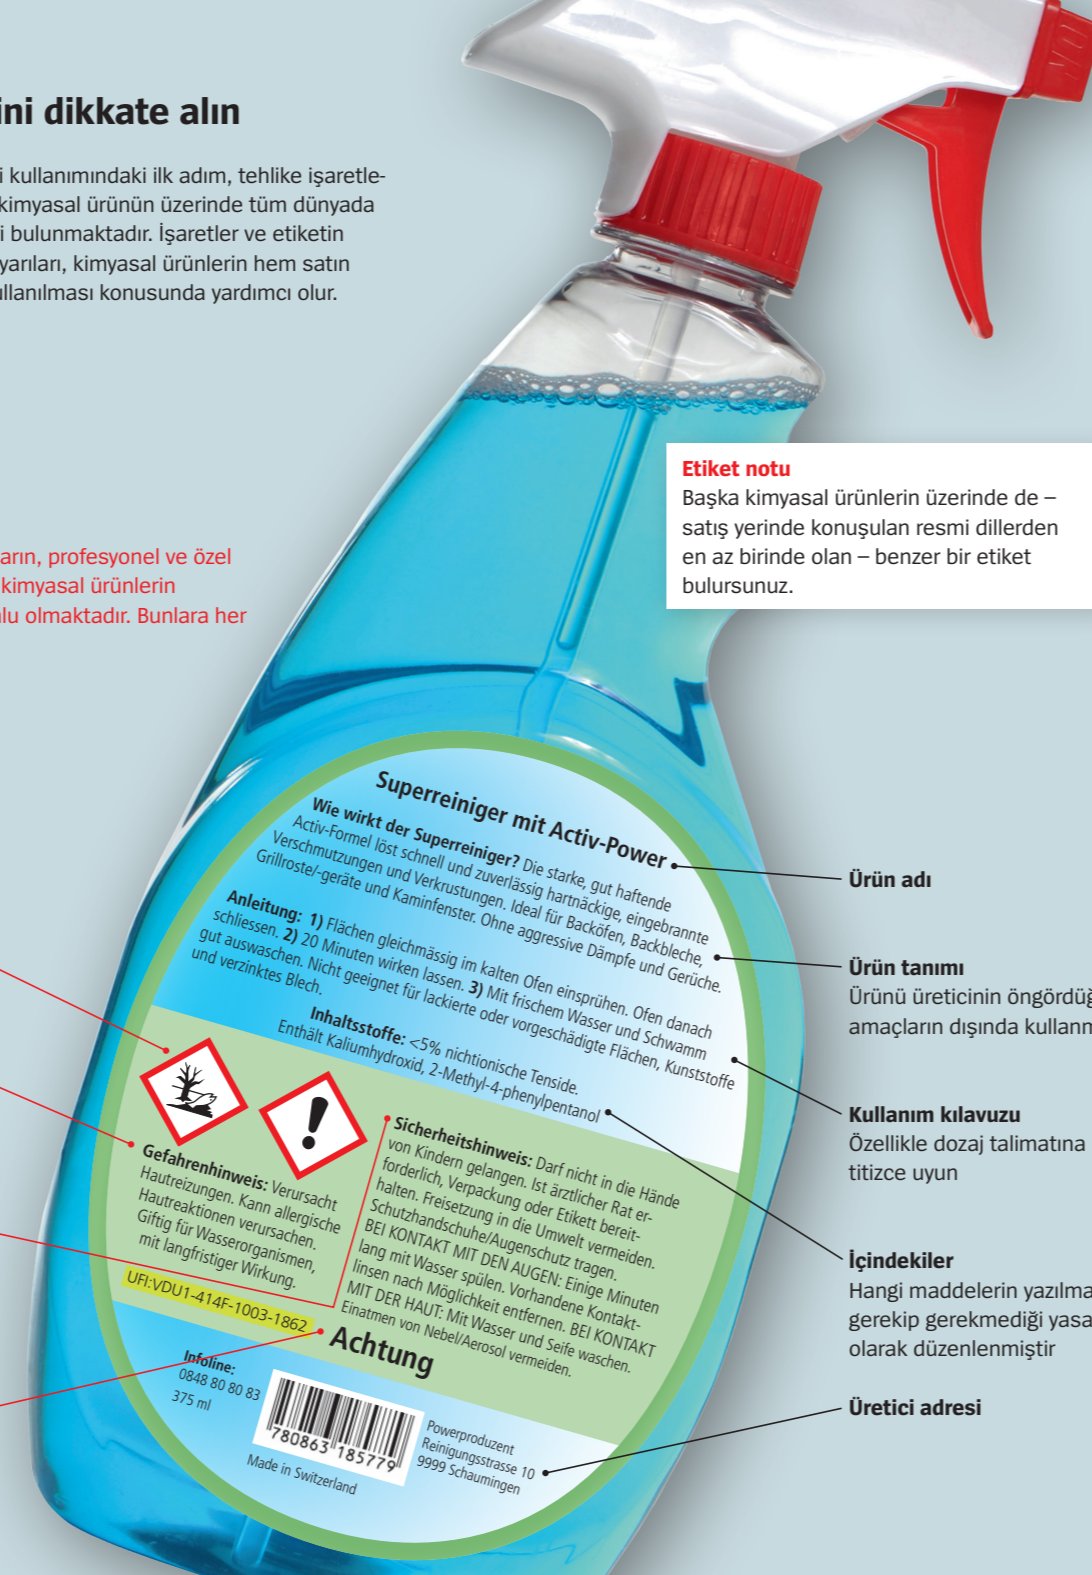 ini dikkate alın
i kullanımındaki ilk adım, tehlike işaretle-
kimyasal ürünün üzerinde tüm dünyada
i bulunmaktadır. İşaretler ve etiketin
yarıları, kimyasal ürünlerin hem satın
ullanılması konusunda yardımcı olur.
Etiket notu
Başka kimyasal ürünlerin üzerinde de –
satış yerinde konuşulan resmi dillerden
en az birinde olan – benzer bir etiket
bulursunuz.
arın, profesyonel ve özel
kimyasal ürünlerin
lu olmaktadır. Bunlara her
Superreiniger mit Activ-Power
Wie wirkt der Superreiniger? Die starke, gut haftende
Activ-Formel löst schnell und zuverlässig hartnäckige, eingebrannte
Verschmutzungen und Verkrustungen. Ideal für Backöfen, Backbleche,
Grillroste/-geräte und Kaminfenster. Ohne aggressive Dämpfe und Gerüche.
Anleitung: 1) Flächen gleichmässig im kalten Ofen einsprühen. Ofen danach
schliessen. 2) 20 Minuten wirken lassen. 3) Mit frischem Wasser und Schwamm
gut auswaschen. Nicht geeignet für lackierte oder vorgeschädigte Flächen, Kunststoffe
und verzinktes Blech.
Inhaltsstoffe: <5% nichtionische Tenside.
Enthält Kaliumhydroxid, 2-Methyl-4-phenylpentanol
Gefahrenhinweis: Verursacht
Hautreizungen. Kann allergische
Hautreaktionen verursachen.
Giftig für Wasserorganismen,
mit langfristiger Wirkung.
UFI:VDU1-414F-1003-1862
Sicherheitshinweis: Darf nicht in die Hände
von Kindern gelangen. Ist ärztlicher Rat er-
forderlich, Verpackung oder Etikett bereit-
halten. Freisetzung in die Umwelt vermeiden.
Schutzhandschuhe/Augenschutz tragen.
BEI KONTAKT MIT DEN AUGEN: Einige Minuten
lang mit Wasser spülen. Vorhandene Kontakt-
linsen nach Möglichkeit entfernen. BEI KONTAKT
MIT DER HAUT: Mit Wasser und Seife waschen.
Einatmen von Nebel/Aerosol vermeiden.
Achtung
Infoline:
0848 80 80 83
375 ml
780863 185779
Made in Switzerland
Powerproduzent
Reinigungsstrasse 10
9999 Schaumingen
Ürün adı
Ürün tanımı
Ürünü üreticinin öngördüğ
amaçların dışında kullanm
Kullanım kılavuzu
Özellikle dozaj talimatına
titizce uyun
İçindekiler
Hangi maddelerin yazılma
gerekip gerekmediği yasa
olarak düzenlenmiştir
Üretici adresi